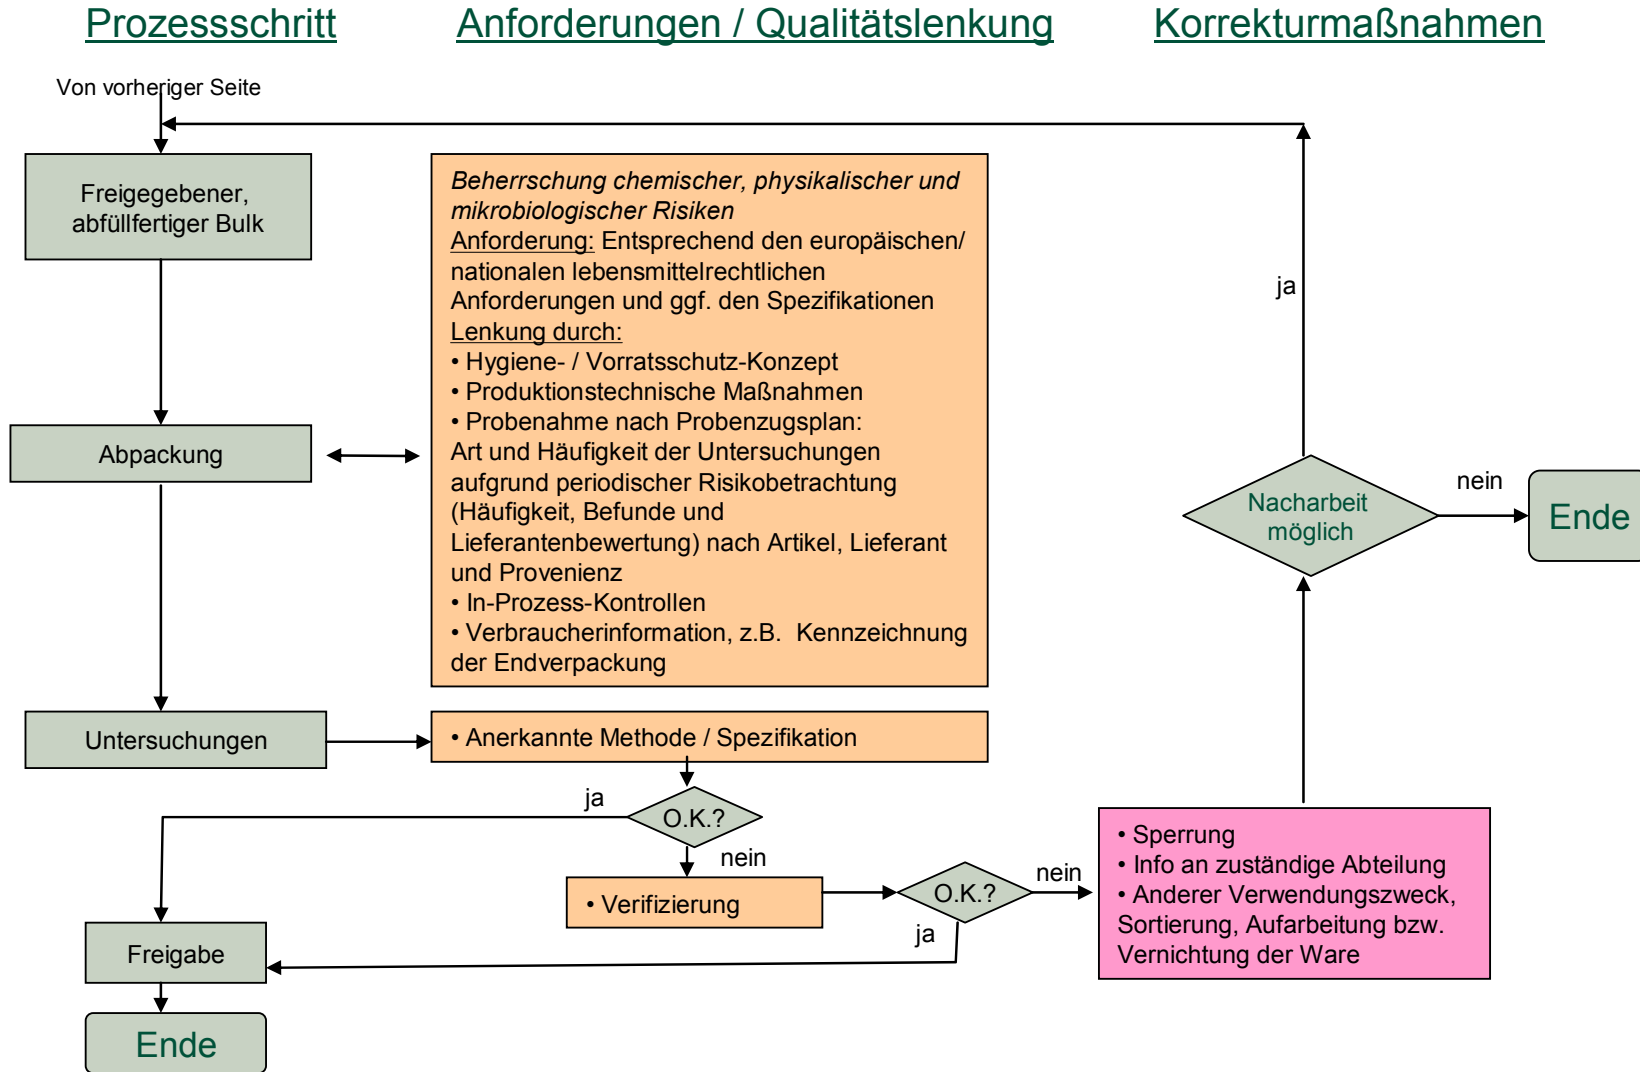 Prozessschritt
Anforderungen / Qualitätslenkung
Korrekturmaßnahmen
Von vorheriger Seite
Freigegebener,
abfüllfertiger Bulk
Beherrschung chemischer, physikalischer und
mikrobiologischer Risiken
Anforderung: Entsprechend den europäischen/
nationalen lebensmittelrechtlichen
Anforderungen und ggf. den Spezifikationen
Lenkung durch:
• Hygiene- / Vorratsschutz-Konzept
• Produktionstechnische Maßnahmen
• Probenahme nach Probenzugsplan:
Art und Häufigkeit der Untersuchungen
aufgrund periodischer Risikobetrachtung
(Häufigkeit, Befunde und
Lieferantenbewertung) nach Artikel, Lieferant
und Provenienz
• In-Prozess-Kontrollen
• Verbraucherinformation, z.B. Kennzeichnung
der Endverpackung
Abpackung
ja
Nacharbeit
möglich
nein
Ende
Untersuchungen
• Anerkannte Methode / Spezifikation
ja
O.K.?
nein
• Verifizierung
O.K.?
nein
ja
• Sperrung
• Info an zuständige Abteilung
• Anderer Verwendungszweck,
Sortierung, Aufarbeitung bzw.
Vernichtung der Ware
Freigabe
Ende